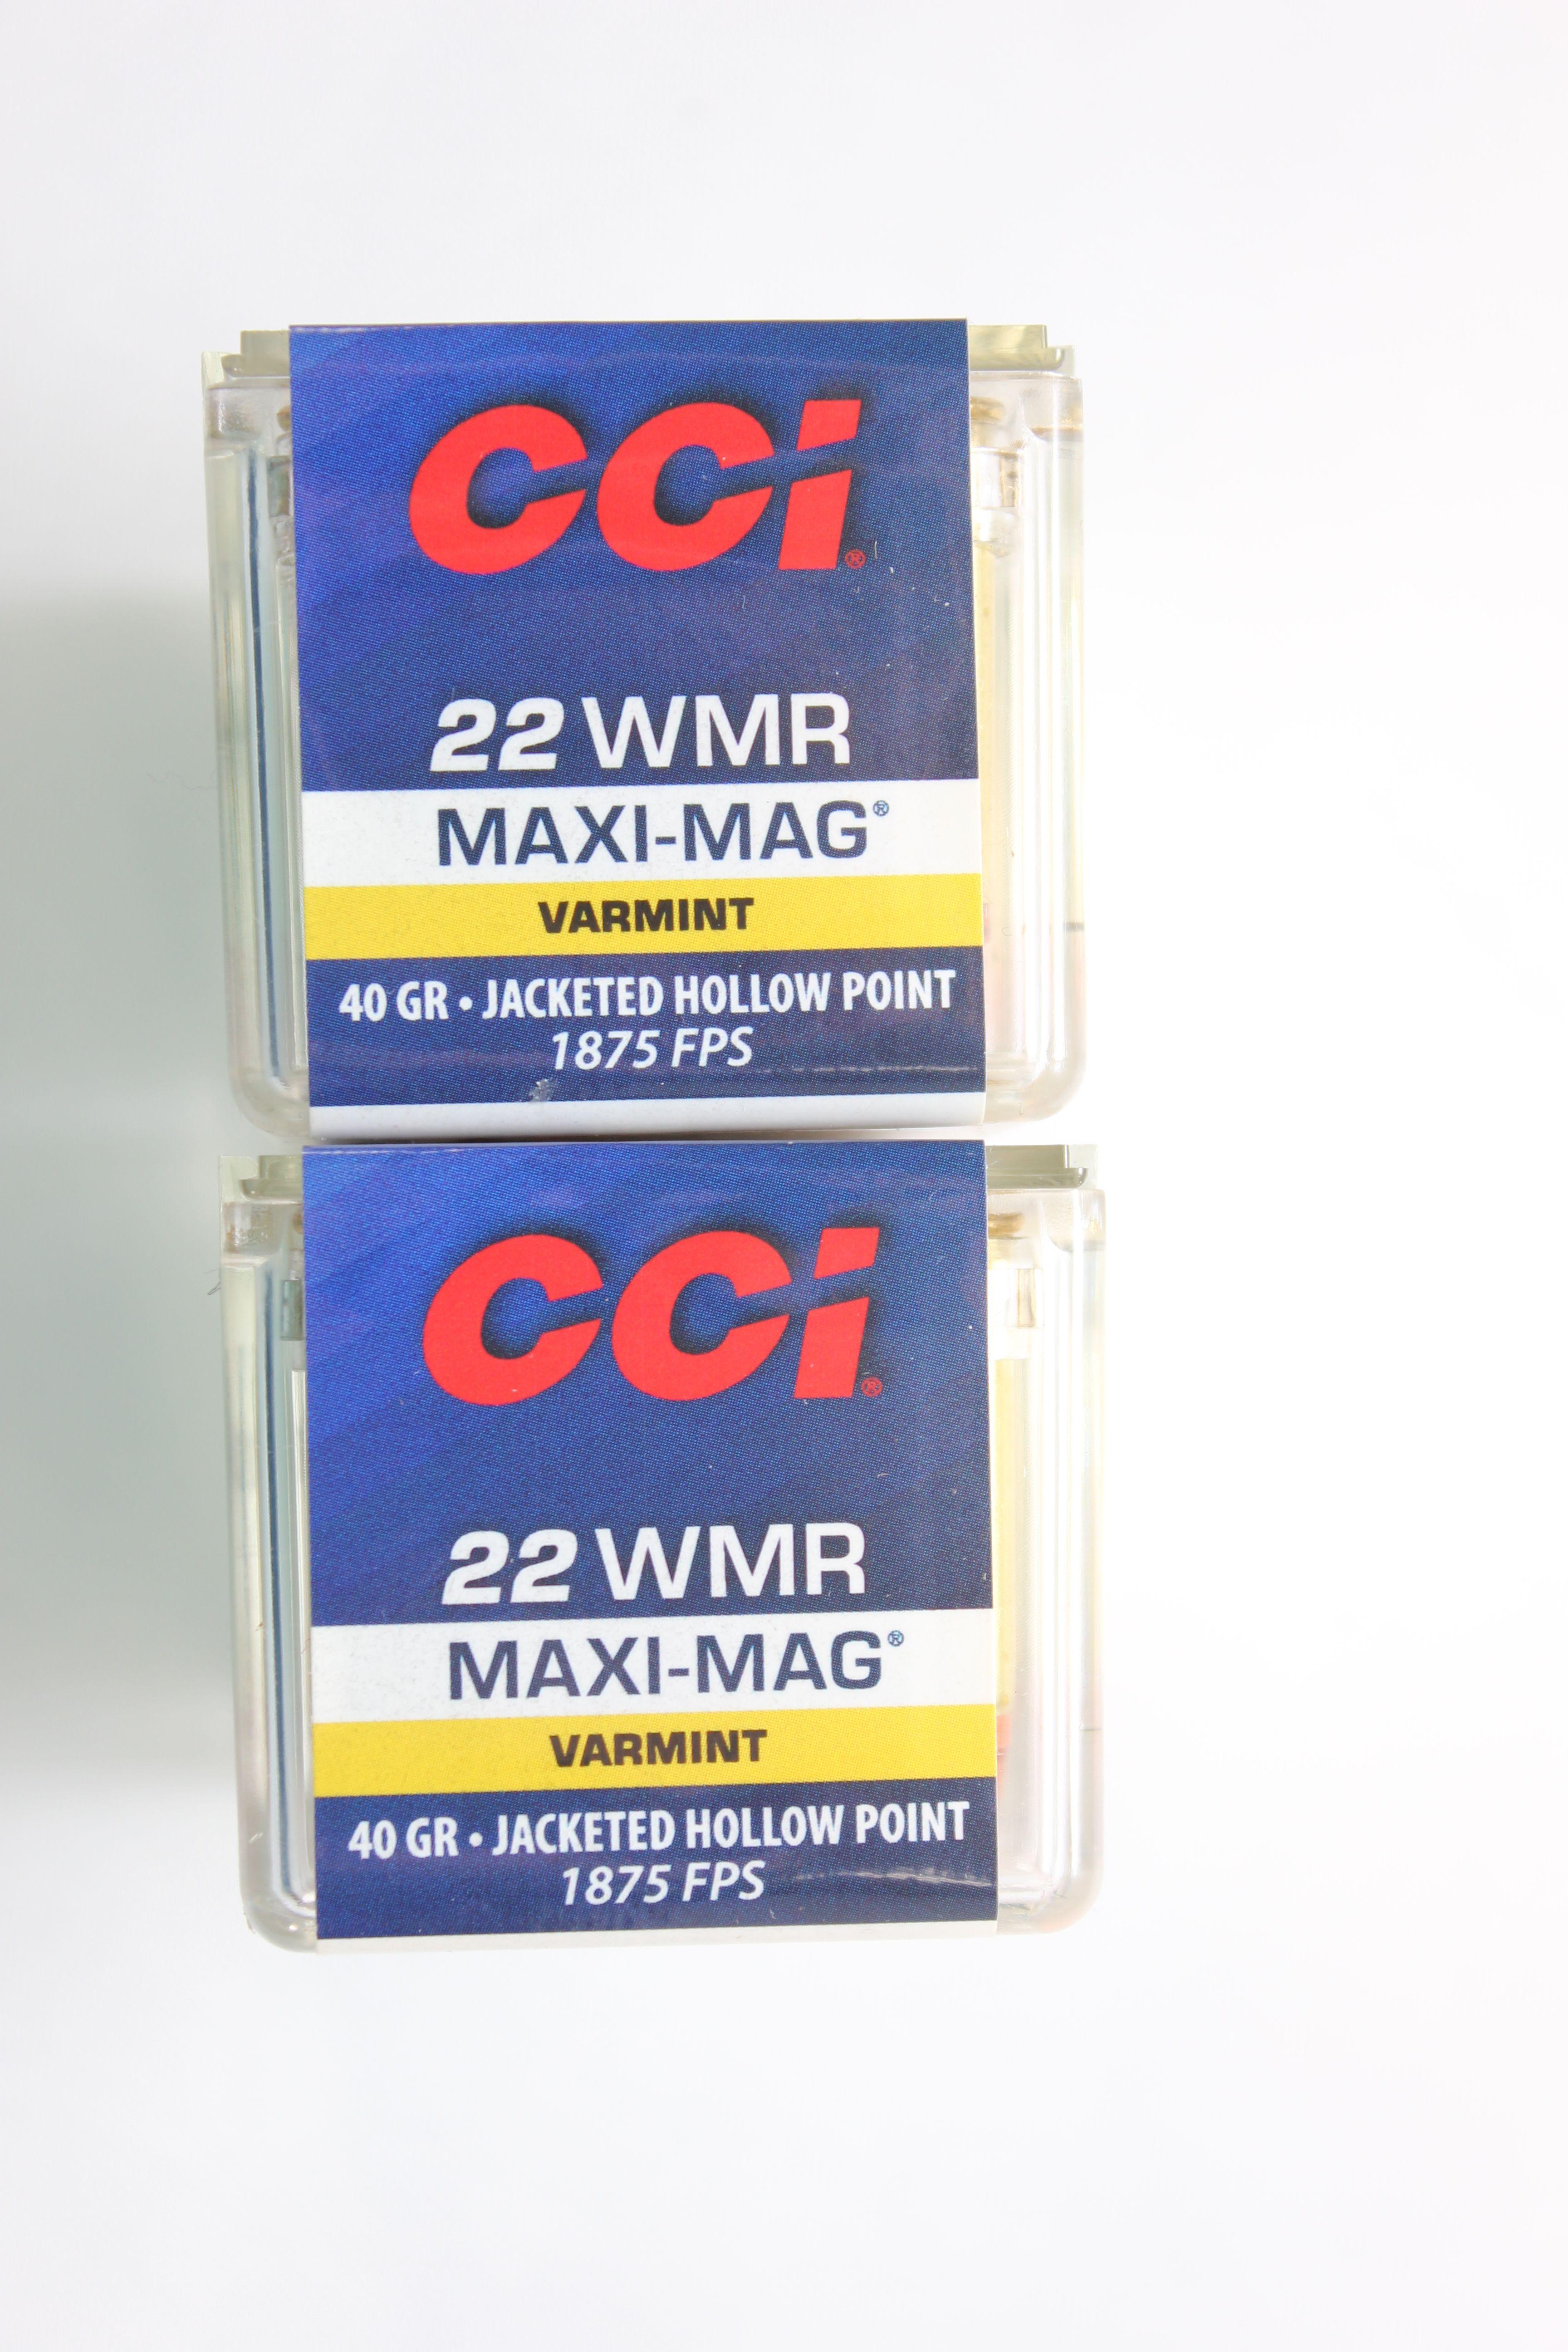 CCI®
22 WMR
MAXI-MAG®
VARMINT
40 GR • JACKETED HOLLOW POINT
1875 FPS
CCI®
22 WMR
MAXI-MAG®
VARMINT
40 GR • JACKETED HOLLOW POINT
1875 FPS